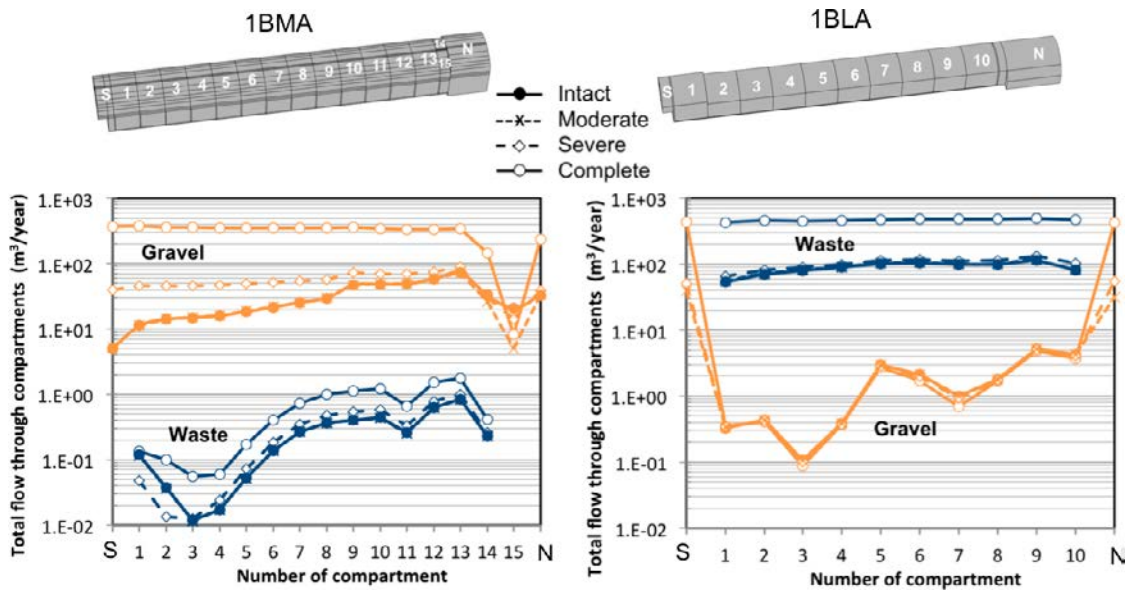 1BMA
1BLA
S 1 2 3 4 5 6 7 8 9 10 11 12 13 14 15 N
S 1 2 3 4 5 6 7 8 9 10 N
Intact
Moderate
Severe
Complete
Total flow through compartments (m³/year)
1.E+03
1.E+02
1.E+01
1.E+00
1.E-01
1.E-02
Gravel
Waste
S 1 2 3 4 5 6 7 8 9 10 11 12 13 14 15 N
Number of compartment
Total flow through compartments (m³/year)
1.E+03
1.E+02
1.E+01
1.E+00
1.E-01
1.E-02
Waste
Gravel
S 1 2 3 4 5 6 7 8 9 10 N
Number of compartment